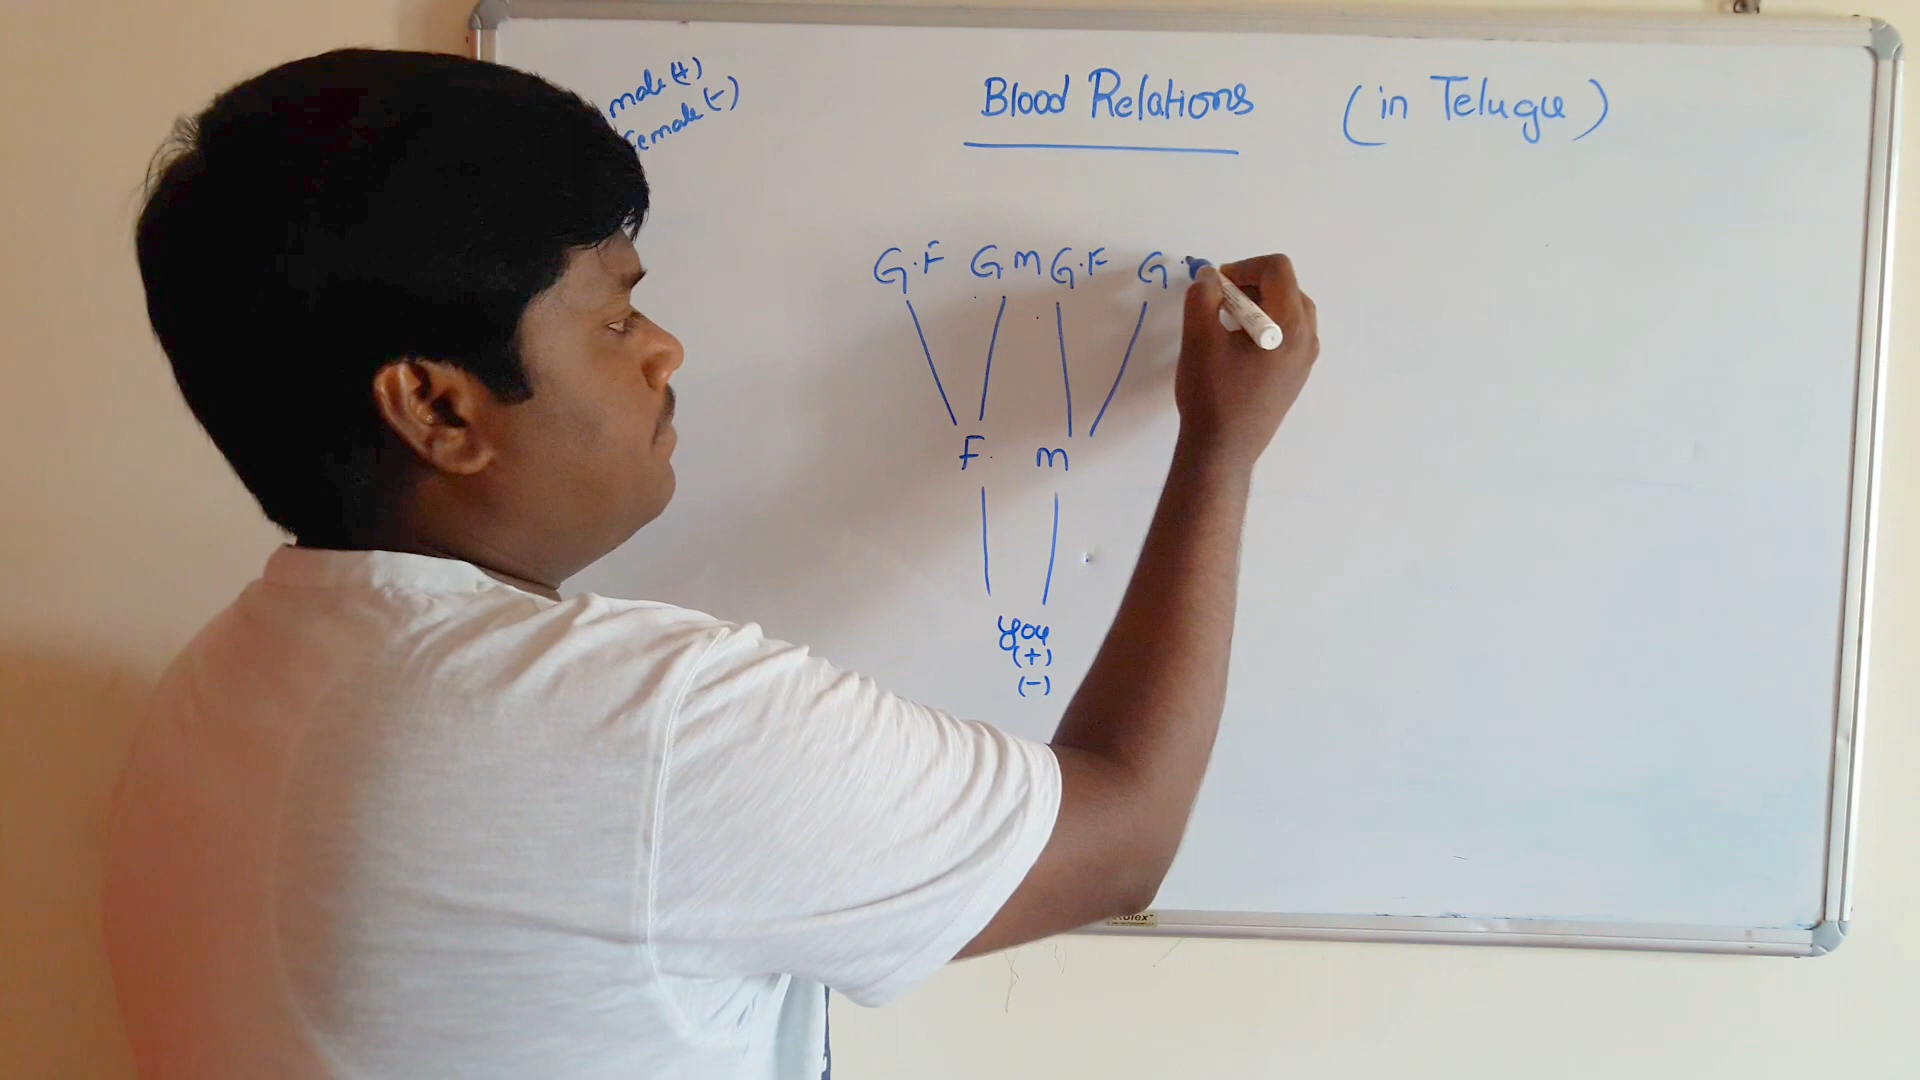 male (+)
Female (-)
Blood Relations (in Telugu)
G.F G M G.F G .
F. m
you
(+)
(-)